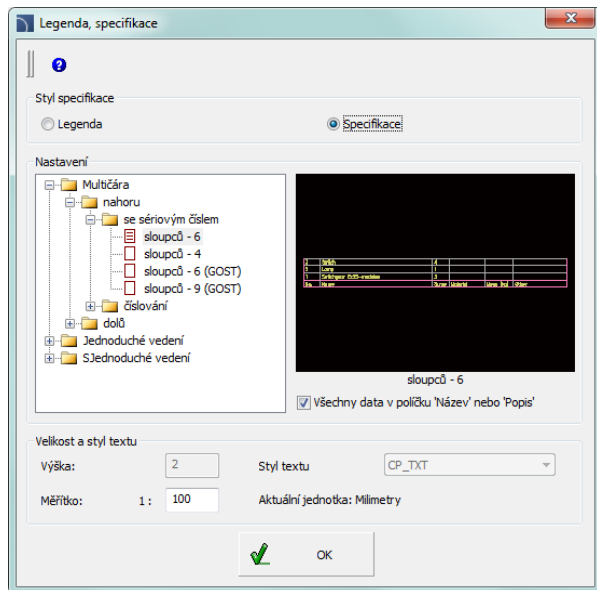 Legenda, specifikace
Styl specifikace
Legenda
Specifikace
Nastavení
Multičára
nahoru
se sériovým číslem
sloupců - 6
sloupců - 4
sloupců - 6 (GOST)
sloupců - 9 (GOST)
číslování
dolů
Jednoduché vedení
SJednoduché vedení
sloupců - 6
Všechny data v políčku 'Název' nebo 'Popis'
Velikost a styl textu
Výška: 2 Styl textu CP_TXT
Měřítko: 1 : 100 Aktuální jednotka: Milimetry
OK